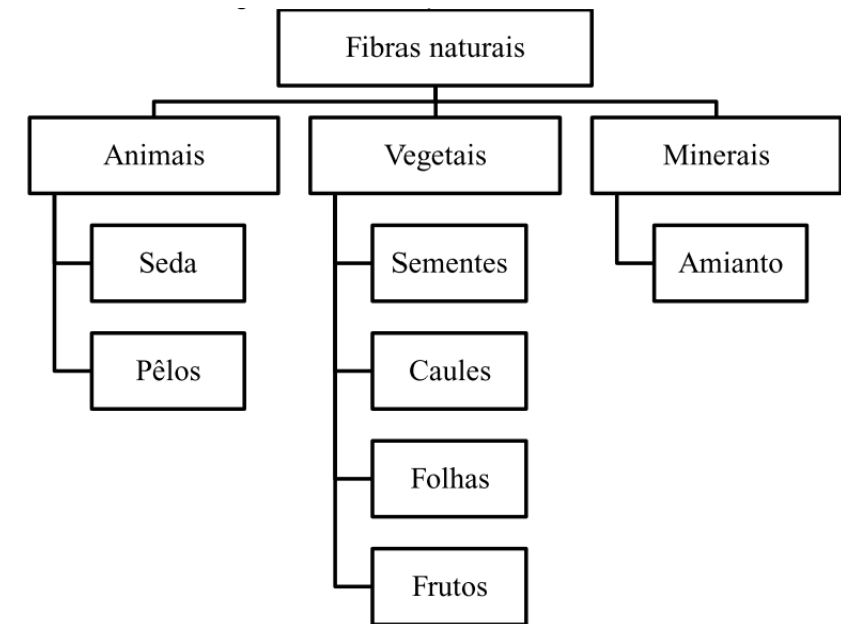 Fibras naturais
Animais
Vegetais
Minerais
Seda
Sementes
Amianto
Pêlos
Caules
Folhas
Frutos